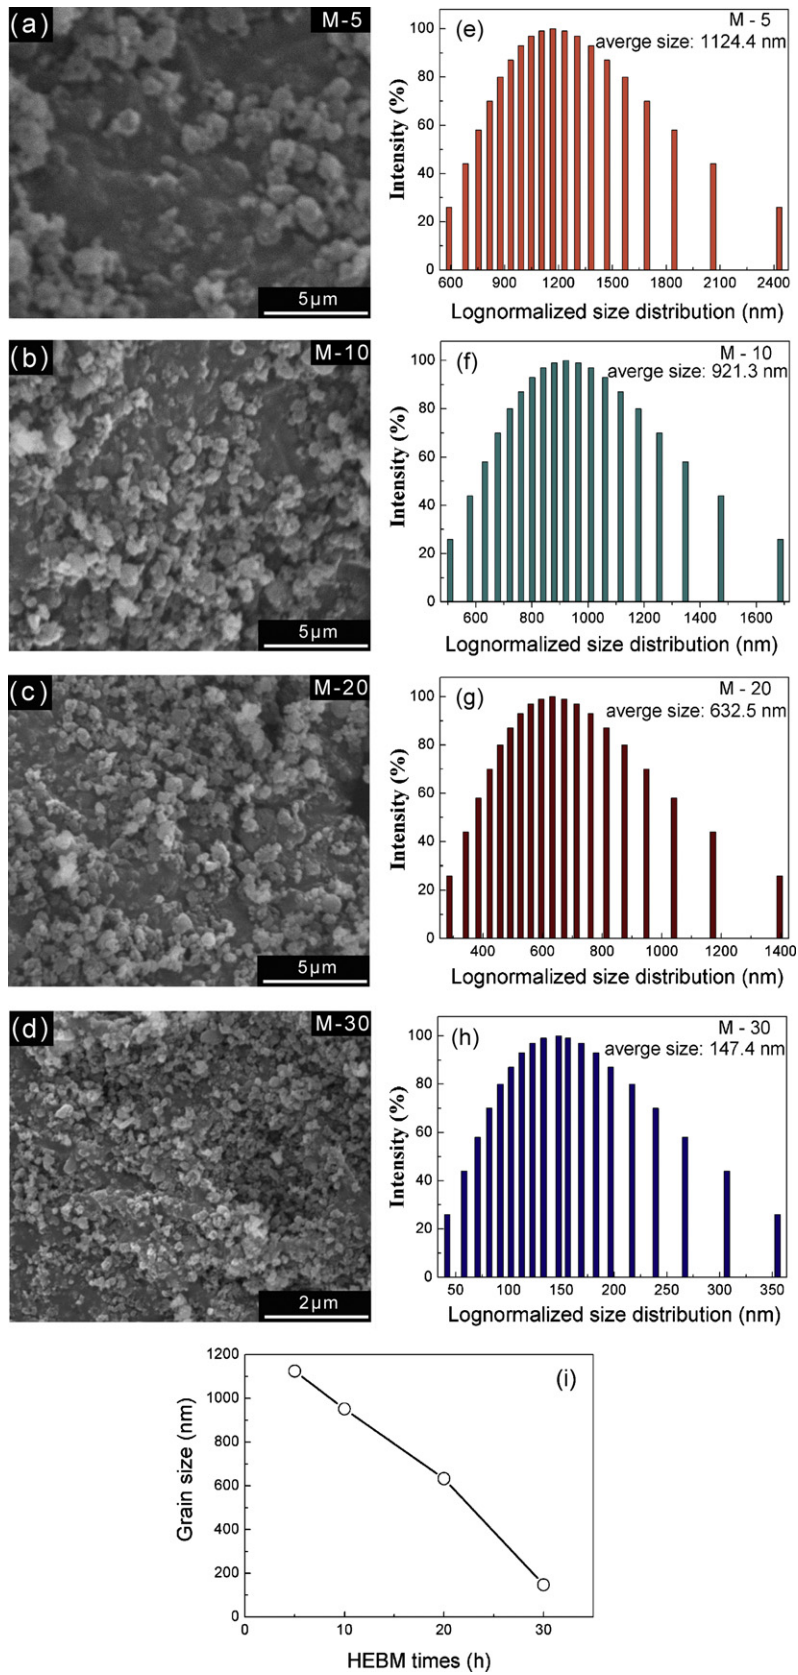 (a)
M-5
5μm
(e)
M - 5
averge size: 1124.4 nm
100
80
60
40
20
0
Intensity (%)
600 900 1200 1500 1800 2100 2400
Lognormalized size distribution (nm)
(b)
M-10
5μm
(f)
M - 10
averge size: 921.3 nm
100
80
60
40
20
0
Intensity (%)
600 800 1000 1200 1400 1600
Lognormalized size distribution (nm)
(c)
M-20
5μm
(g)
M - 20
averge size: 632.5 nm
100
80
60
40
20
0
Intensity (%)
400 600 800 1000 1200 1400
Lognormalized size distribution (nm)
(d)
M-30
2μm
(h)
M - 30
averge size: 147.4 nm
100
80
60
40
20
0
Intensity (%)
50 100 150 200 250 300 350
Lognormalized size distribution (nm)
(i)
1200
1000
800
600
400
200
0
Grain size (nm)
0 10 20 30
HEBM times (h)